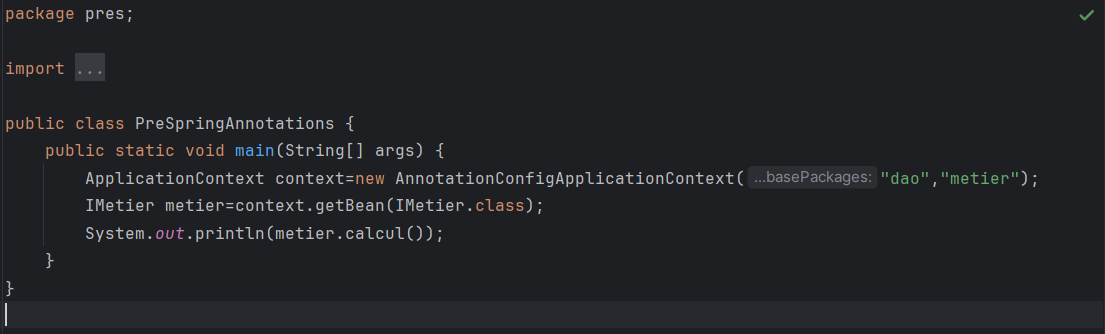 package pres;
import ...
public class PreSpringAnnotations {
public static void main(String[] args) {
ApplicationContext context=new AnnotationConfigApplicationContext( ...basePackages: "dao","metier");
IMetier metier=context.getBean(IMetier.class);
System.out.println(metier.calcul());
}
}